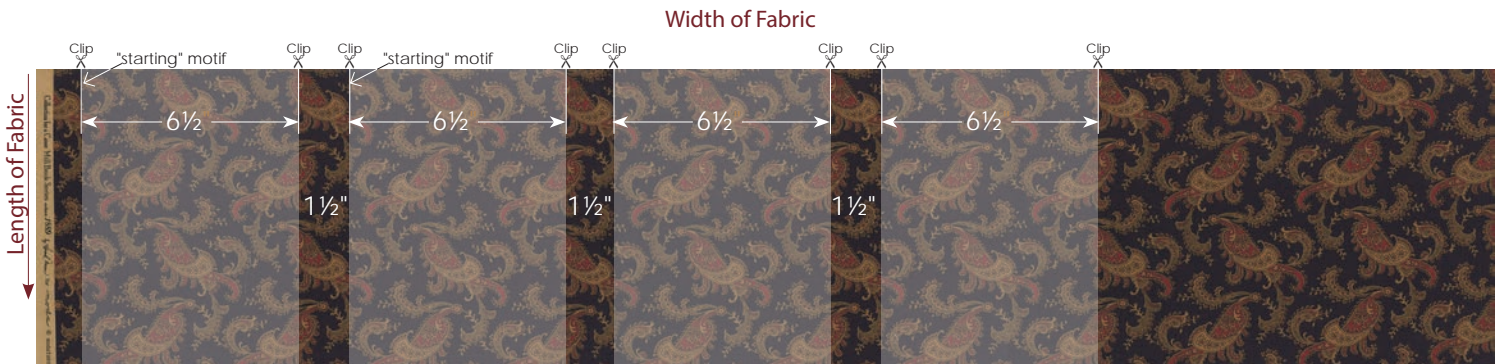 Width of Fabric
Clip Clip Clip Clip Clip Clip Clip Clip
"starting" motif "starting" motif
6½ 6½ 6½ 6½
1½" 1½" 1½"
Length of Fabric